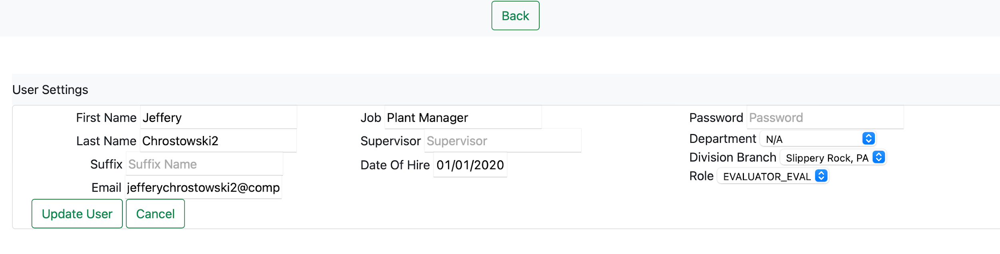 Back
User Settings
First Name Jeffery
Last Name Chrostowski2
Suffix Suffix Name
Email jefferychrostowski2@comp
Job Plant Manager
Supervisor Supervisor
Date Of Hire 01/01/2020
Password Password
Department N/A
Division Branch Slippery Rock, PA
Role EVALUATOR_EVAL
Update User Cancel